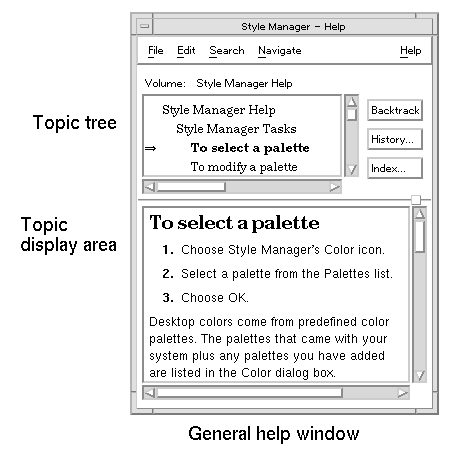 Style Manager - Help
File Edit Search Navigate Help
Volume: Style Manager Help
Topic tree
Style Manager Help
Style Manager Tasks
⇒ To select a palette
To modify a palette
Backtrack
History...
Index...
Topic
display area
To select a palette
1. Choose Style Manager's Color icon.
2. Select a palette from the Palettes list.
3. Choose OK.
Desktop colors come from predefined color
palettes. The palettes that came with your
system plus any palettes you have added
are listed in the Color dialog box.
General help window